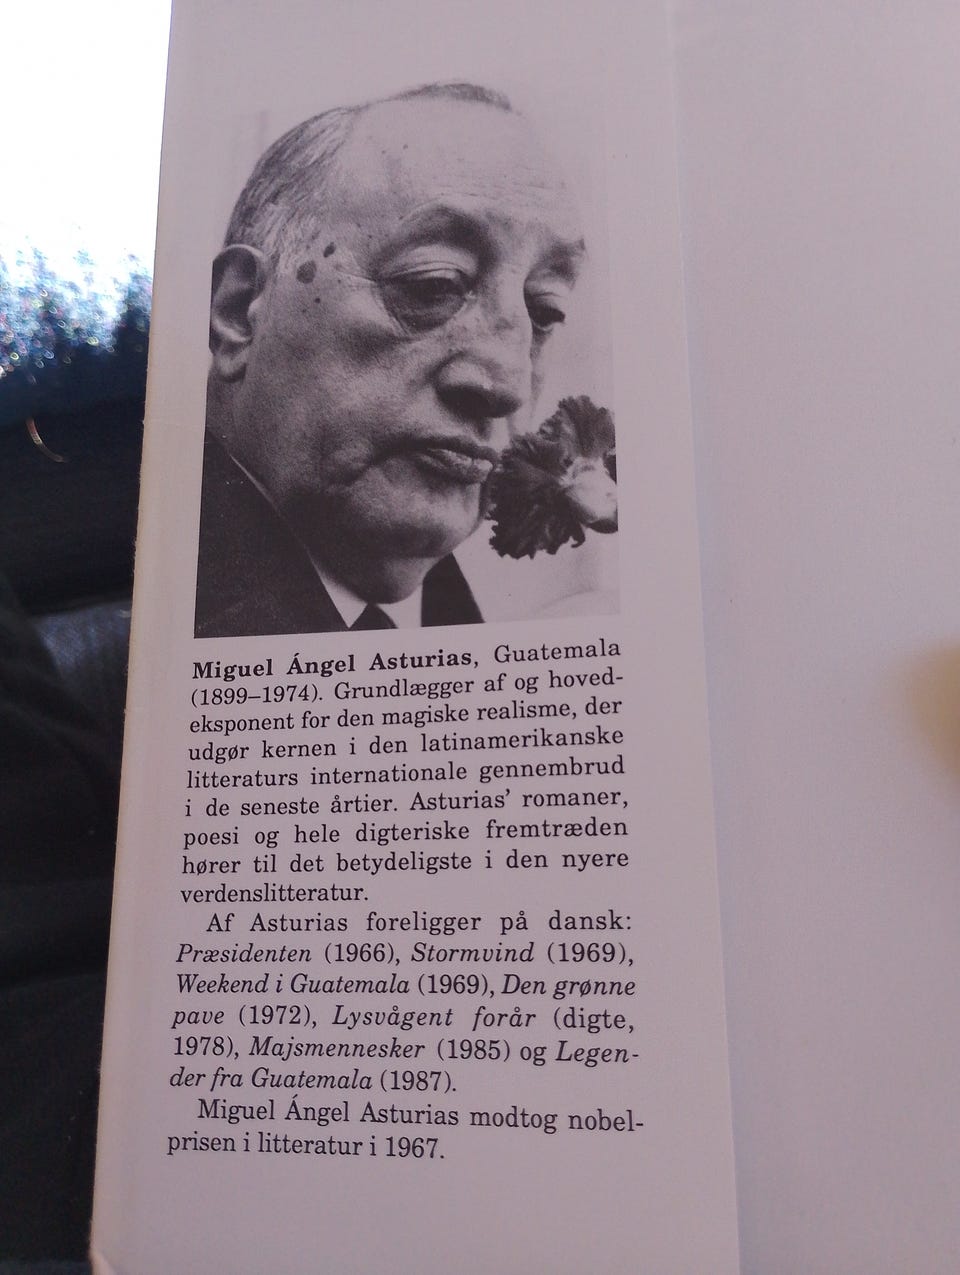 Miguel Ángel Asturias, Guatemala
(1899–1974). Grundlægger af og hoved-
eksponent for den magiske realisme, der
udgør kernen i den latinamerikanske
litteraturs internationale gennembrud
i de seneste årtier. Asturias’ romaner,
poesi og hele digteriske fremtræden
hører til det betydeligste i den nyere
verdenslitteratur.
Af Asturias foreligger på dansk:
Præsidenten (1966), Stormvind (1969),
Weekend i Guatemala (1969), Den grønne
pave (1972), Lysvågent forår (digte,
1978), Majsmennesker (1985) og Legen-
der fra Guatemala (1987).
Miguel Ángel Asturias modtog nobel-
prisen i litteratur i 1967.